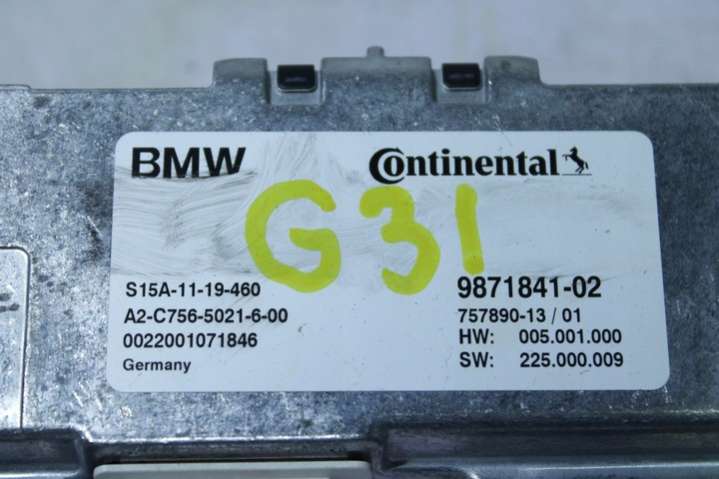 BMW Continental
G31
S15A-11-19-460 9871841-02
A2-C756-5021-6-00 757890-13 / 01
0022001071846 HW: 005.001.000
Germany SW: 225.000.009